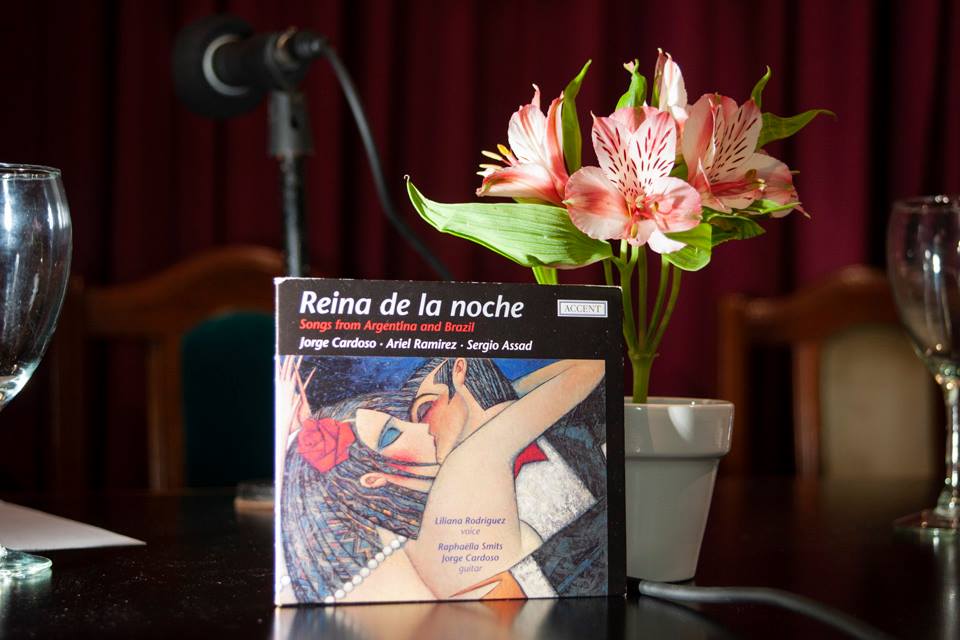 Reina de la noche
ACCENT
Songs from Argentina and Brazil
Jorge Cardoso · Ariel Ramirez · Sergio Assad
Liliana Rodriguez
voice
Raphaëlla Smits
Jorge Cardoso
guitar